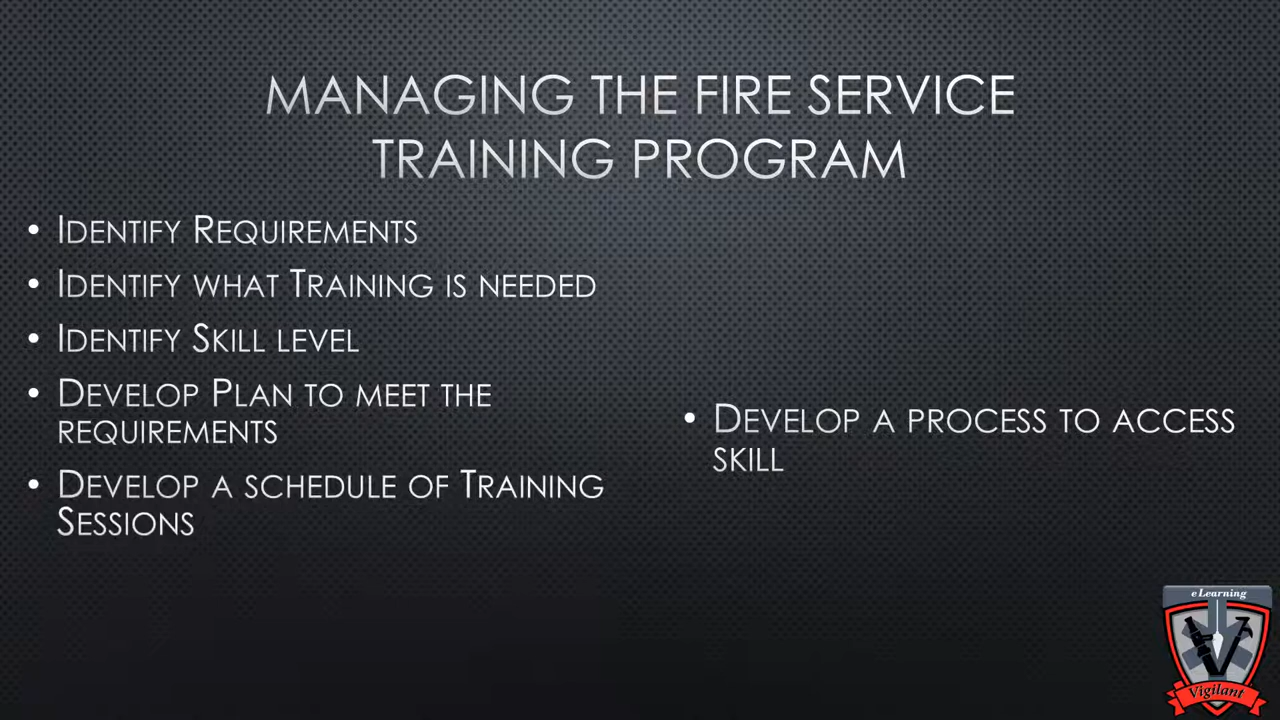 MANAGING THE FIRE SERVICE
TRAINING PROGRAM
• IDENTIFY REQUIREMENTS
• IDENTIFY WHAT TRAINING IS NEEDED
• IDENTIFY SKILL LEVEL
• DEVELOP PLAN TO MEET THE
REQUIREMENTS
• DEVELOP A SCHEDULE OF TRAINING
SESSIONS
• DEVELOP A PROCESS TO ACCESS
SKILL
eLearning
V
Vigilant